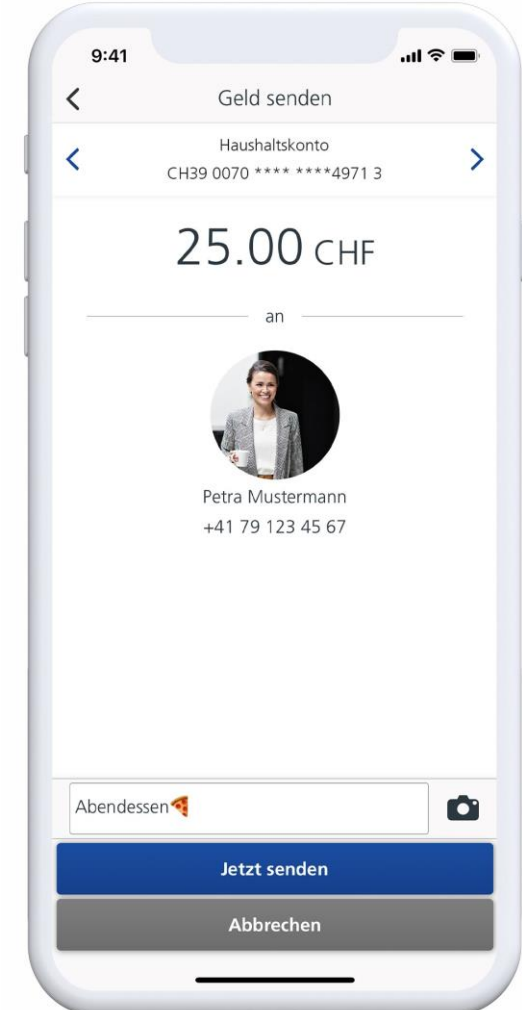 9:41
Geld senden
Haushaltskonto
CH39 0070 **** ****4971 3
25.00 CHF
an
Petra Mustermann
+41 79 123 45 67
Abendessen🍕
Jetzt senden
Abbrechen